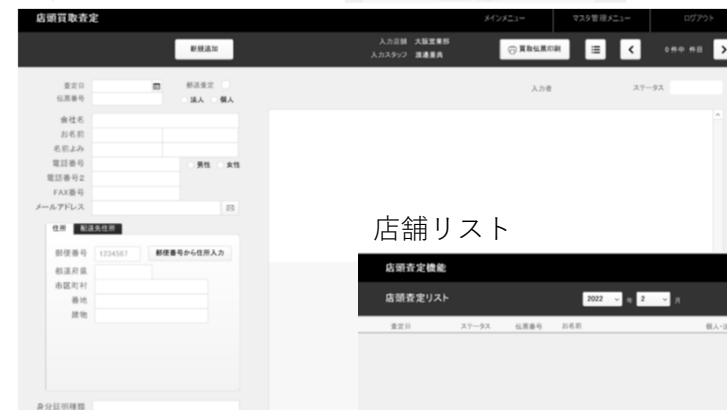 店頭買取査定
メインメニュー
マスタ管理メニュー
ログアウト
新規追加
入力店舗 大阪営業部
入力スタッフ 渡邊重典
買取伝票印刷
0件中 件目
査定日
郵送査定
伝票番号
法人 個人
入力者
ステータス
会社名
お名前
名前よみ
電話番号
男性 女性
電話番号2
FAX番号
メールアドレス
住所 配送先住所
郵便番号 1234567 郵便番号から住所入力
都道府県
市区町村
番地
建物
身分証明種類
店舗リスト
店頭査定機能
店頭査定リスト
2022 年 2 月
査定日 ステータス 伝票番号 お名前 個人・法